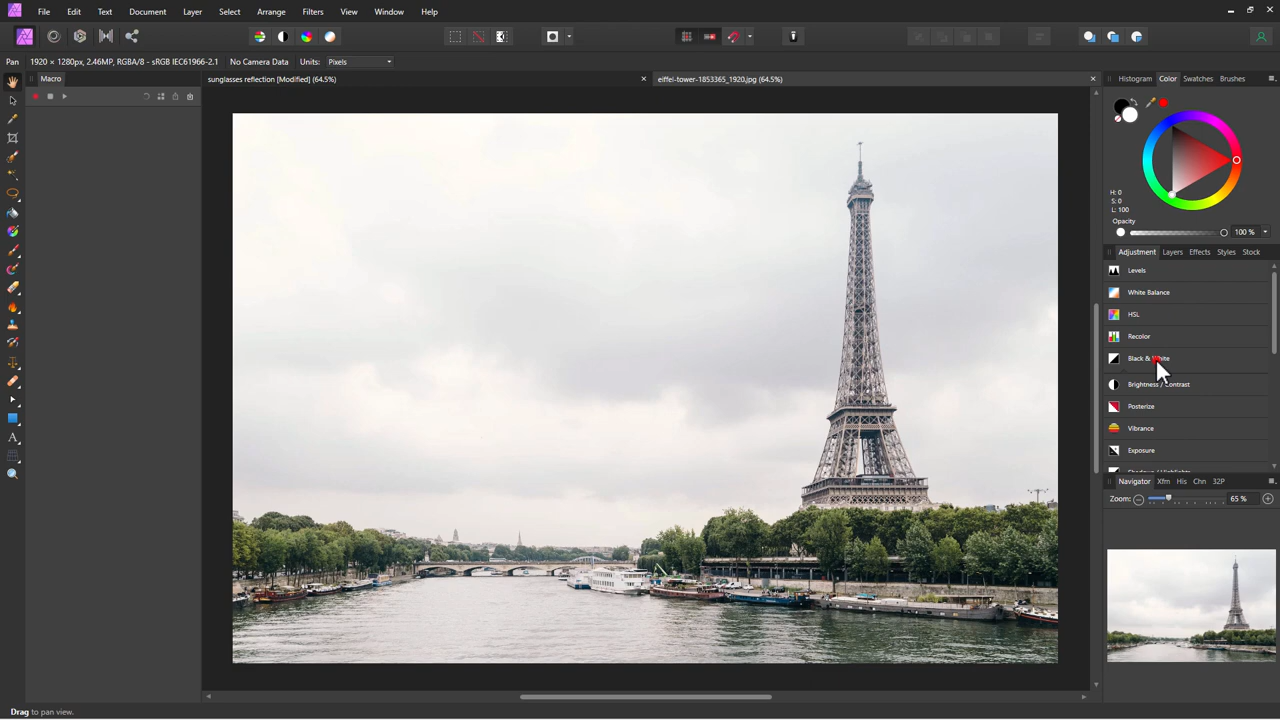 File Edit Text Document Layer Select Arrange Filters View Window Help
Pan 1920 × 1280px, 2.46MP, RGBA/8 - sRGB IEC61966-2.1 No Camera Data Units: Pixels
Macro
sunglasses reflection [Modified] (64.5%)
eiffel-tower-1853365_1920.jpg (64.5%)
Histogram Color Swatches Brushes
H: 0
S: 0
L: 100
Opacity
100 %
Adjustment Layers Effects Styles Stock
Levels
White Balance
HSL
Recolor
Black & White
Brightness / Contrast
Posterize
Vibrance
Exposure
Shadows / Highlights
Navigator Xfm His Chn 32P
Zoom: 65 %
Drag to pan view.